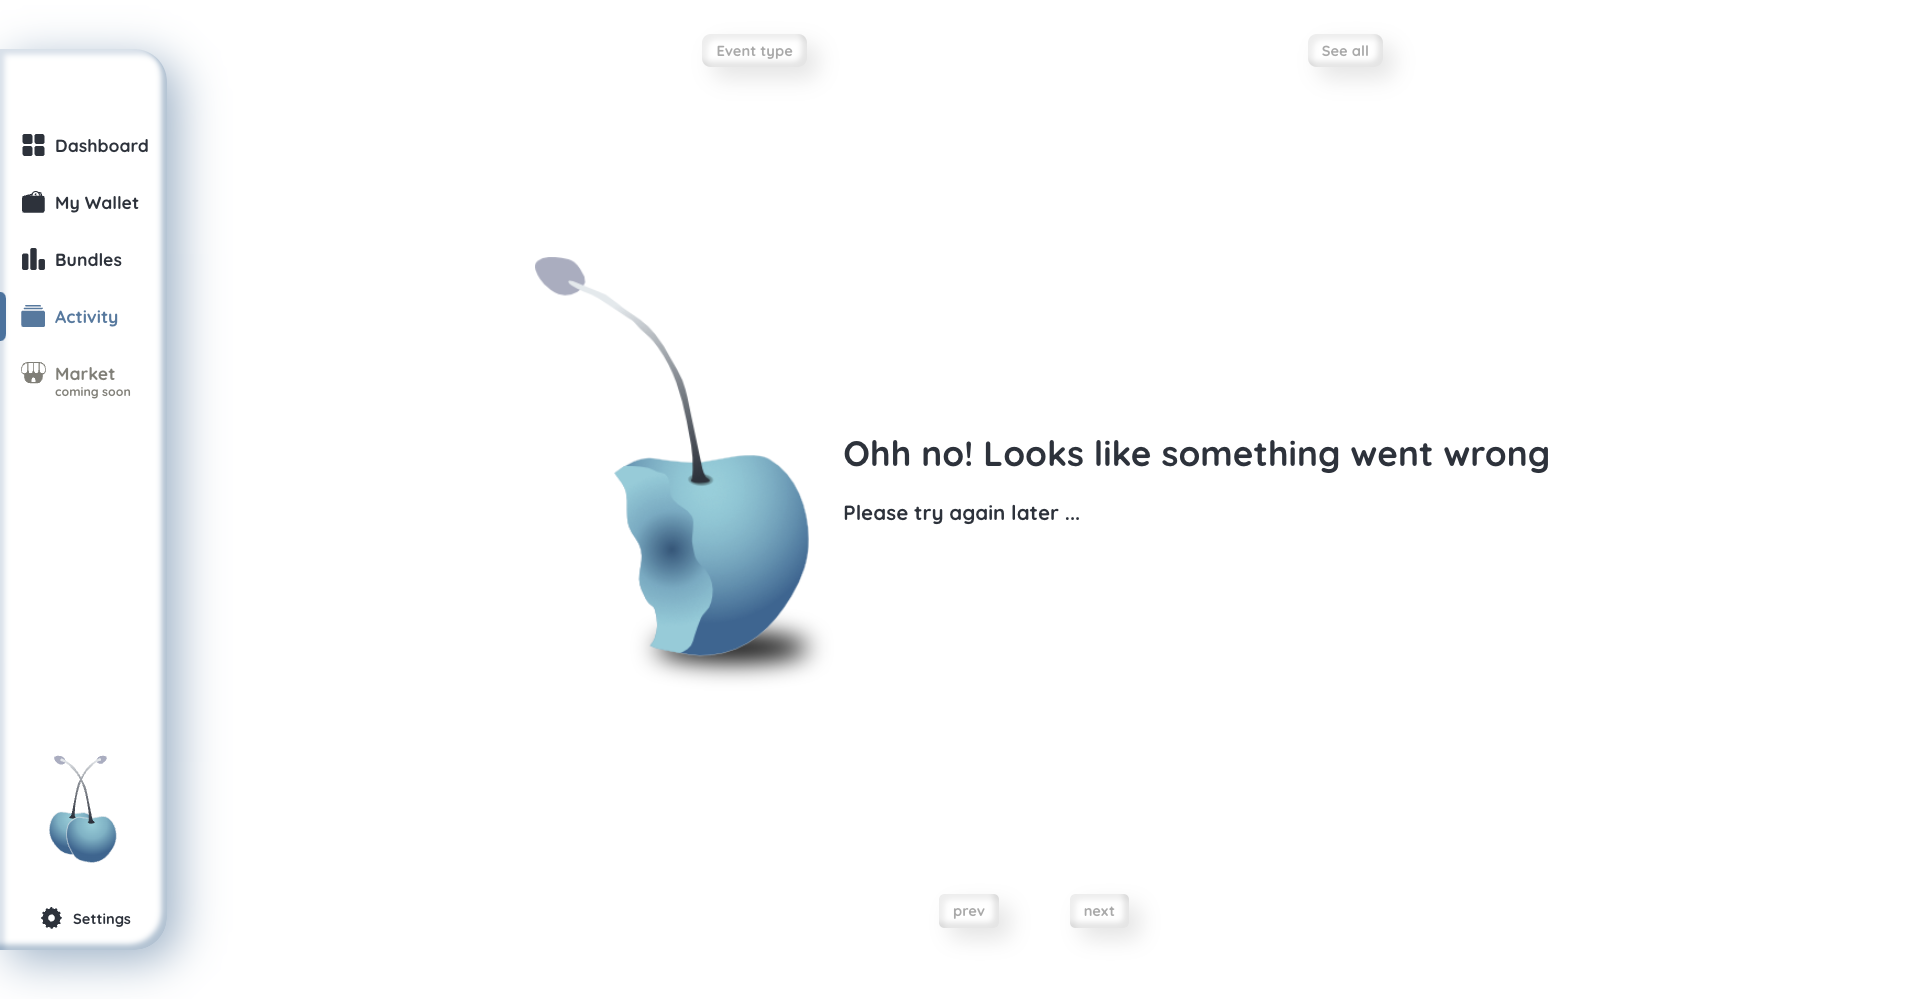 Event type
See all
Dashboard
My Wallet
Bundles
Activity
Market
coming soon
Ohh no! Looks like something went wrong
Please try again later ...
prev
next
Settings